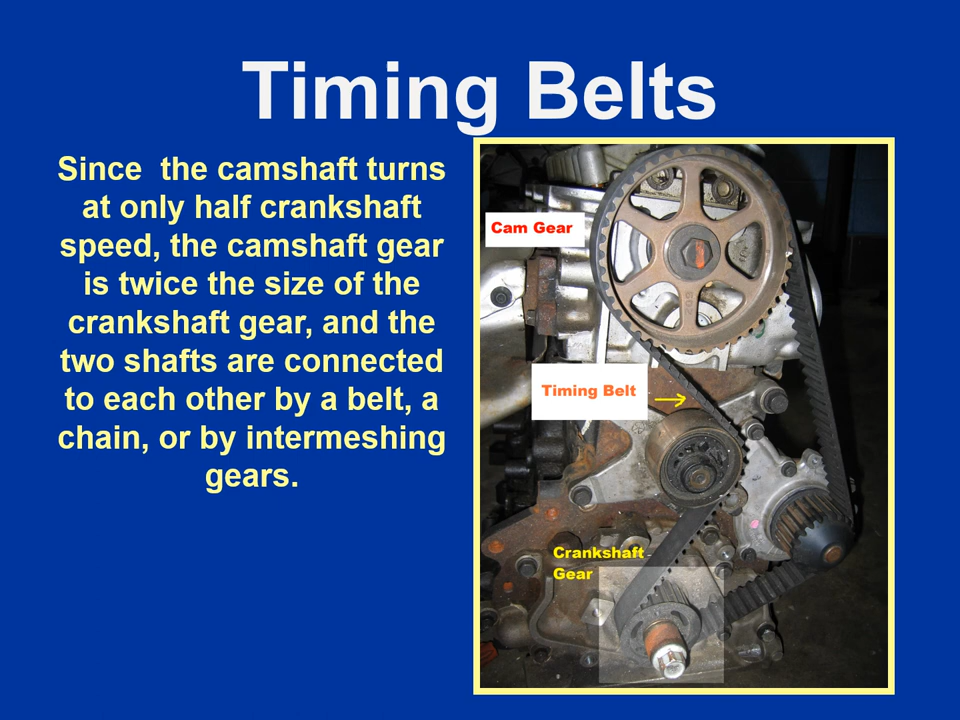 Timing Belts
Since  the camshaft turns
at only half crankshaft
speed, the camshaft gear
is twice the size of the
crankshaft gear, and the
two shafts are connected
to each other by a belt, a
chain, or by intermeshing
gears.
Cam Gear
Timing Belt
Crankshaft
Gear